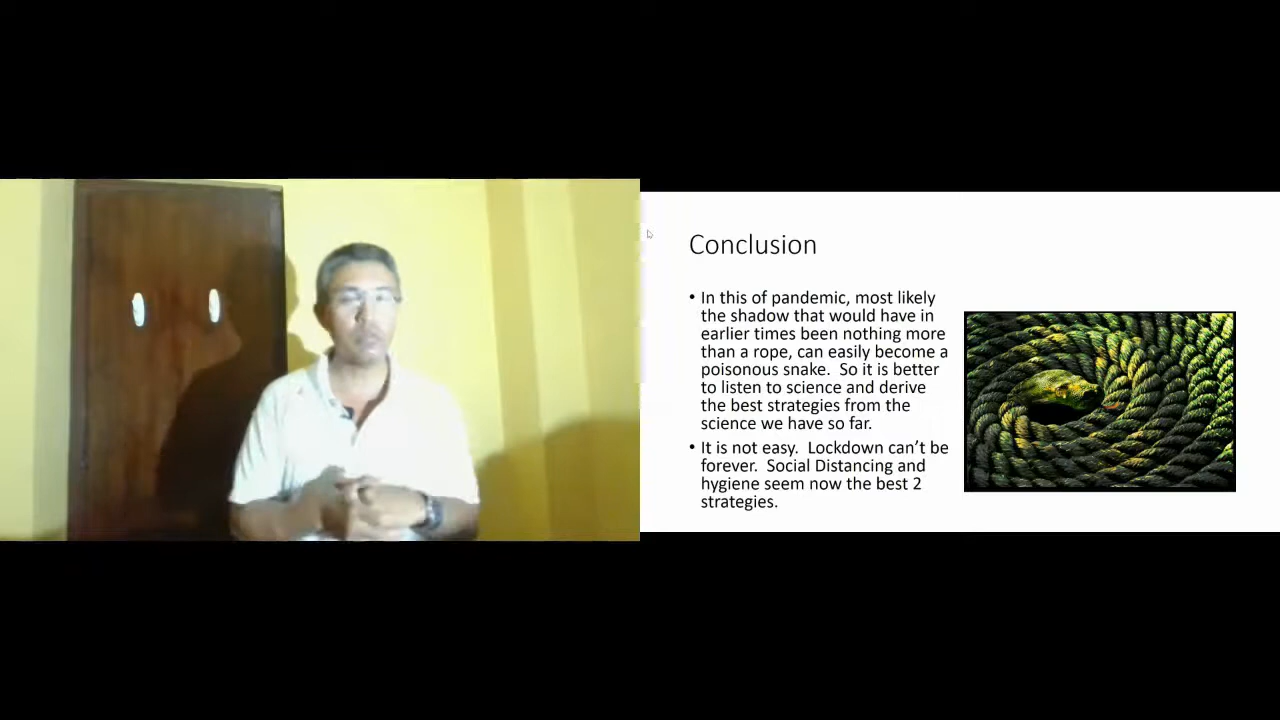 Conclusion
• In this of pandemic, most likely
the shadow that would have in
earlier times been nothing more
than a rope, can easily become a
poisonous snake.  So it is better
to listen to science and derive
the best strategies from the
science we have so far.
• It is not easy.  Lockdown can’t be
forever.  Social Distancing and
hygiene seem now the best 2
strategies.